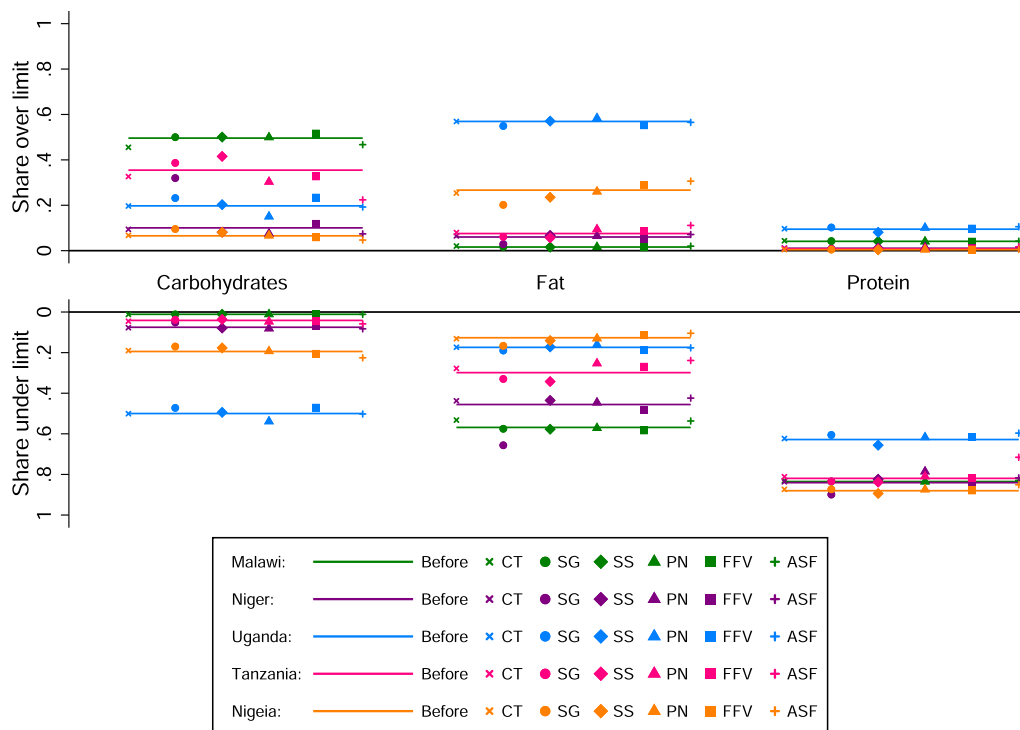 Share over limit
1
.8
.6
.4
.2
0
Carbohydrates Fat Protein
Share under limit
0
.2
.4
.6
.8
1
Malawi: Before CT SG SS PN FFV ASF
Niger: Before CT SG SS PN FFV ASF
Uganda: Before CT SG SS PN FFV ASF
Tanzania: Before CT SG SS PN FFV ASF
Nigeia: Before CT SG SS PN FFV ASF